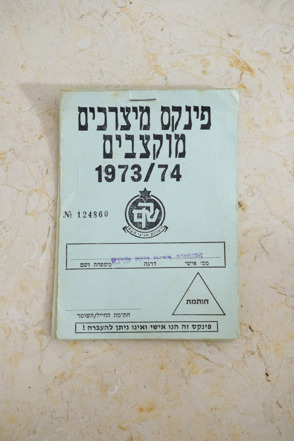 פינקס מיצרכים
מוקצבים
1973/74
№ 124860
מס׳ אישי דרגה משפחה ושם
חותמת
חתימת החייל/השוטר
פינקס זה הנו אישי ואינו ניתן להעברה !